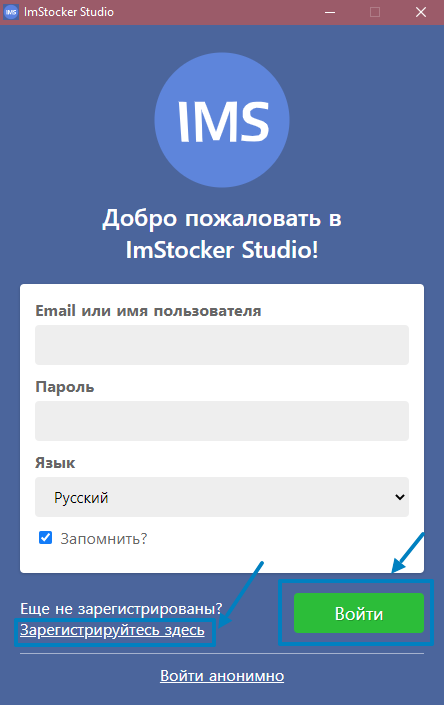 ImStocker Studio
IMS
Добро пожаловать в
ImStocker Studio!
Email или имя пользователя
Пароль
Язык
Русский
Запомнить?
Еще не зарегистрированы?
Зарегистрируйтесь здесь
Войти
Войти анонимно